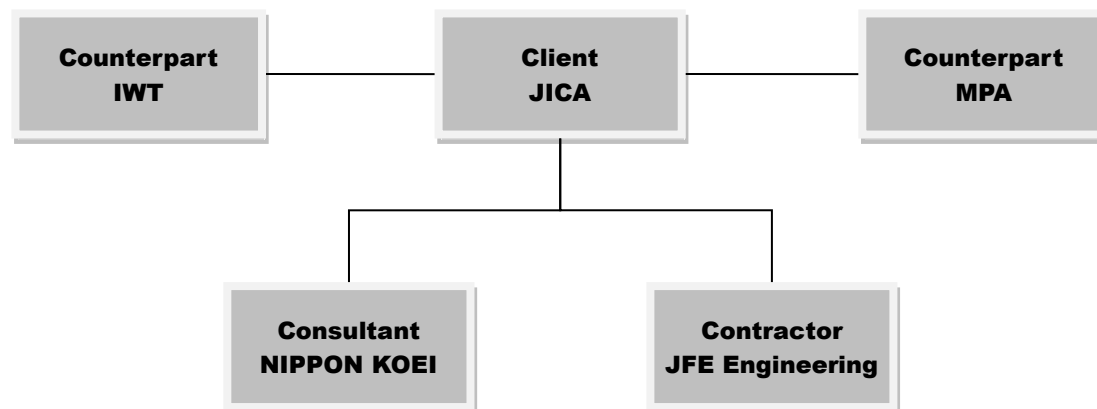 Counterpart
IWT
Client
JICA
Counterpart
MPA
Consultant
NIPPON KOEI
Contractor
JFE Engineering